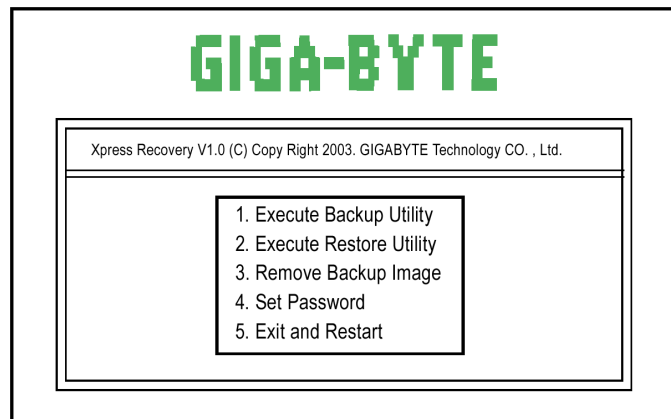 GIGA-BYTE
Xpress Recovery V1.0 (C) Copy Right 2003. GIGABYTE Technology CO. , Ltd.
1. Execute Backup Utility
2. Execute Restore Utility
3. Remove Backup Image
4. Set Password
5. Exit and Restart